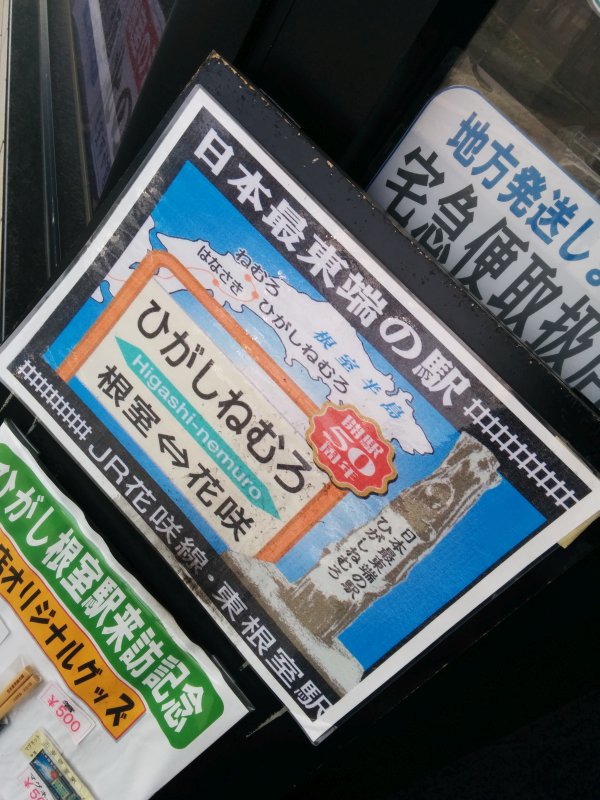 日本最東端の駅
ねむろ
はなさき
ひがしねむろ
根室半島
ひがしねむろ
Higashi-nemuro
根室⇔花咲
開駅
50
周年
日本最東端の駅
ひがしねむろ
JR花咲線・東根室駅
地方発送し
宅急便取扱
ひがし根室駅来訪記念
オリジナルグッズ
¥500